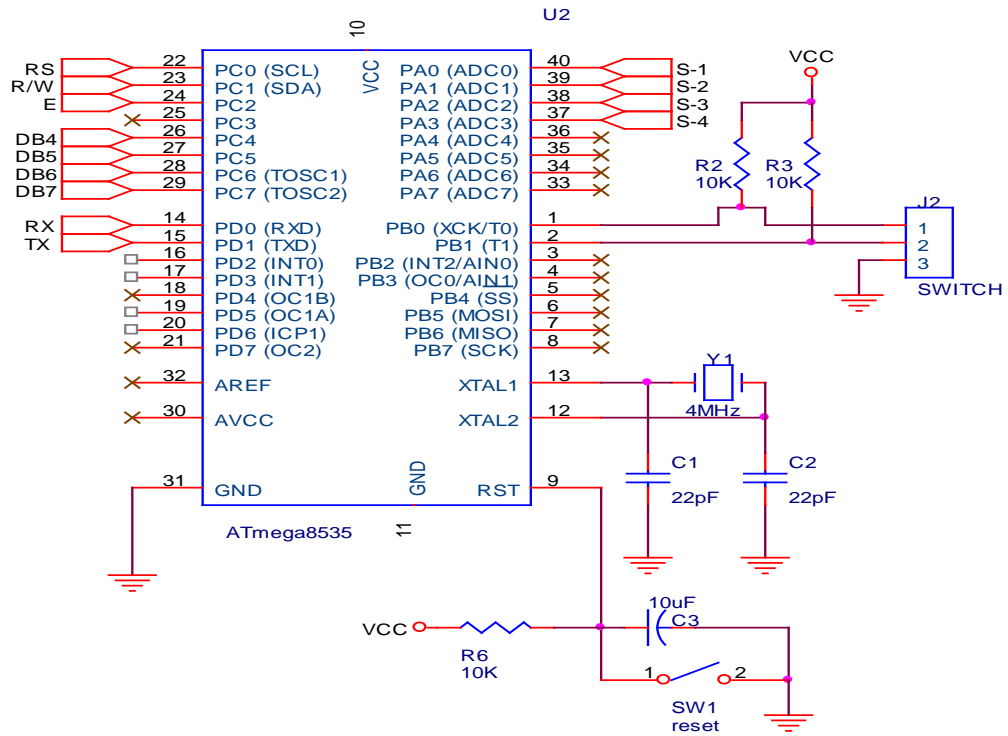 U2
10
VCC
RS 22 PC0 (SCL)
R/W 23 PC1 (SDA)
E 24 PC2
25 PC3
DB4 26 PC4
DB5 27 PC5
DB6 28 PC6 (TOSC1)
DB7 29 PC7 (TOSC2)
RX 14 PD0 (RXD)
TX 15 PD1 (TXD)
16 PD2 (INT0)
17 PD3 (INT1)
18 PD4 (OC1B)
19 PD5 (OC1A)
20 PD6 (ICP1)
21 PD7 (OC2)
32 AREF
30 AVCC
31 GND
PA0 (ADC0) 40 S-1
PA1 (ADC1) 39 S-2
PA2 (ADC2) 38 S-3
PA3 (ADC3) 37 S-4
PA4 (ADC4) 36
PA5 (ADC5) 35
PA6 (ADC6) 34
PA7 (ADC7) 33
PB0 (XCK/T0) 1
PB1 (T1) 2
PB2 (INT2/AIN0) 3
PB3 (OC0/AIN1) 4
PB4 (SS) 5
PB5 (MOSI) 6
PB6 (MISO) 7
PB7 (SCK) 8
XTAL1 13
XTAL2 12
RST 9
GND
11
ATmega8535
VCC
R2
10K
R3
10K
J2
1
2
3
SWITCH
Y1
4MHz
C1
22pF
C2
22pF
VCC
R6
10K
10uF
C3
1 2
SW1
reset